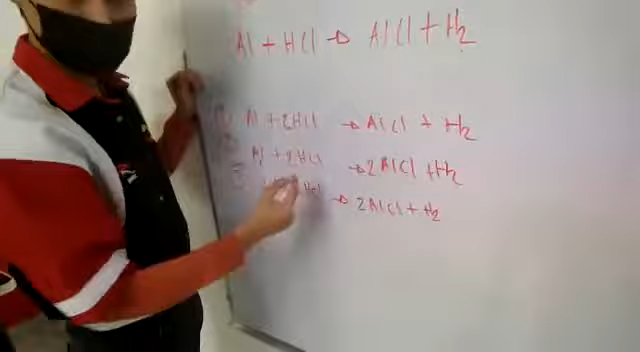 Al + HCl → AlCl + H₂
Al + 2HCl → AlCl + H₂
Al + 2HCl → 2AlCl + H₂
HCl → 2AlCl + H₂